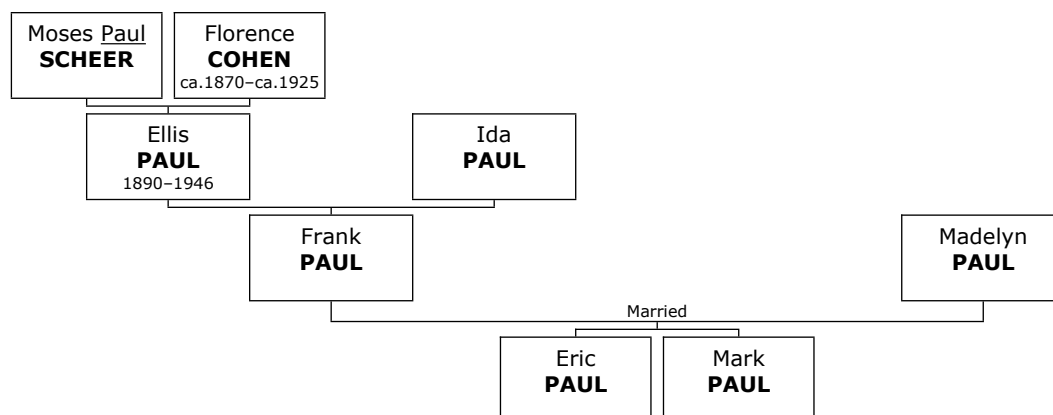 Moses Paul
SCHEER
Florence
COHEN
ca.1870–ca.1925
Ellis
PAUL
1890–1946
Ida
PAUL
Frank
PAUL
Madelyn
PAUL
Married
Eric
PAUL
Mark
PAUL